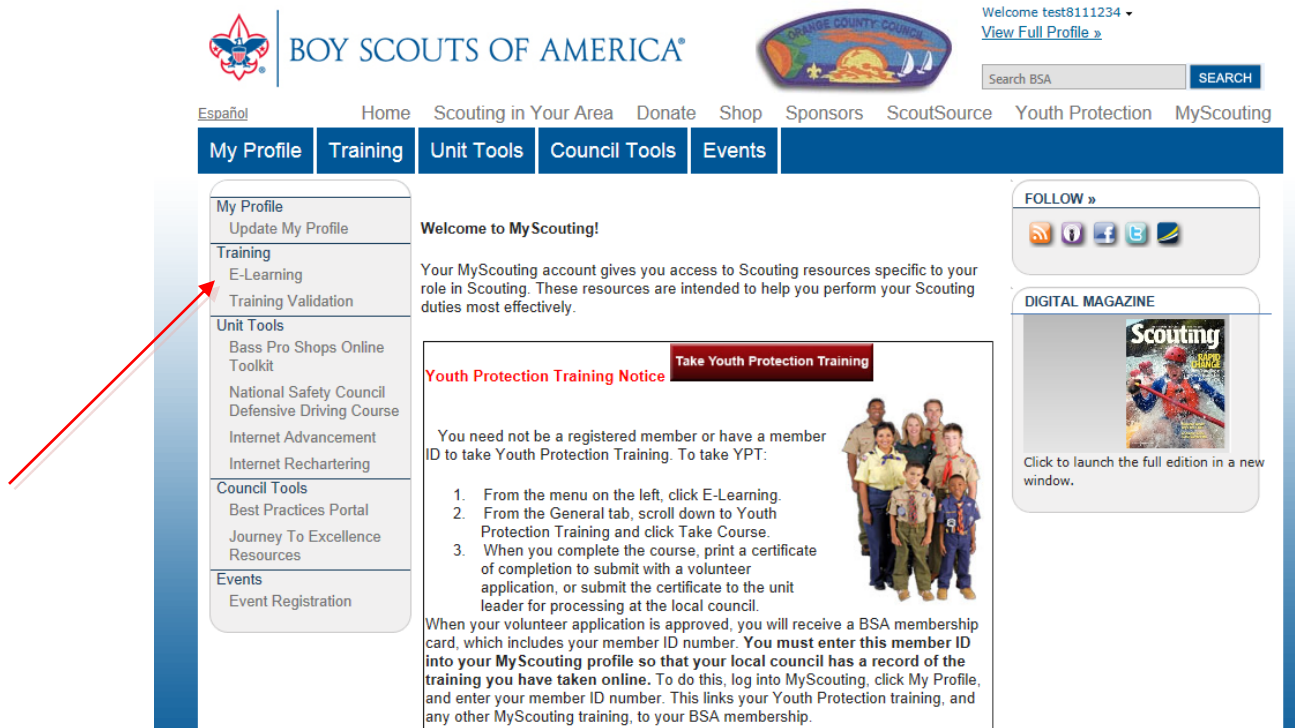 BOY SCOUTS OF AMERICA®
ORANGE COUNTY COUNCIL
Welcome test8111234
View Full Profile »
Search BSA
SEARCH
Español
Home Scouting in Your Area Donate Shop Sponsors ScoutSource Youth Protection MyScouting
My Profile Training Unit Tools Council Tools Events
My Profile
Update My Profile
Training
E-Learning
Training Validation
Unit Tools
Bass Pro Shops Online
Toolkit
National Safety Council
Defensive Driving Course
Internet Advancement
Internet Rechartering
Council Tools
Best Practices Portal
Journey To Excellence
Resources
Events
Event Registration
Welcome to MyScouting!
Your MyScouting account gives you access to Scouting resources specific to your
role in Scouting. These resources are intended to help you perform your Scouting
duties most effectively.
Youth Protection Training Notice
Take Youth Protection Training
You need not be a registered member or have a member
ID to take Youth Protection Training. To take YPT:
1. From the menu on the left, click E-Learning.
2. From the General tab, scroll down to Youth
Protection Training and click Take Course.
3. When you complete the course, print a certificate
of completion to submit with a volunteer
application, or submit the certificate to the unit
leader for processing at the local council.
When your volunteer application is approved, you will receive a BSA membership
card, which includes your member ID number. You must enter this member ID
into your MyScouting profile so that your local council has a record of the
training you have taken online. To do this, log into MyScouting, click My Profile,
and enter your member ID number. This links your Youth Protection training, and
any other MyScouting training, to your BSA membership.
FOLLOW »
DIGITAL MAGAZINE
Scouting
RAPID
CHANGE
Click to launch the full edition in a new
window.